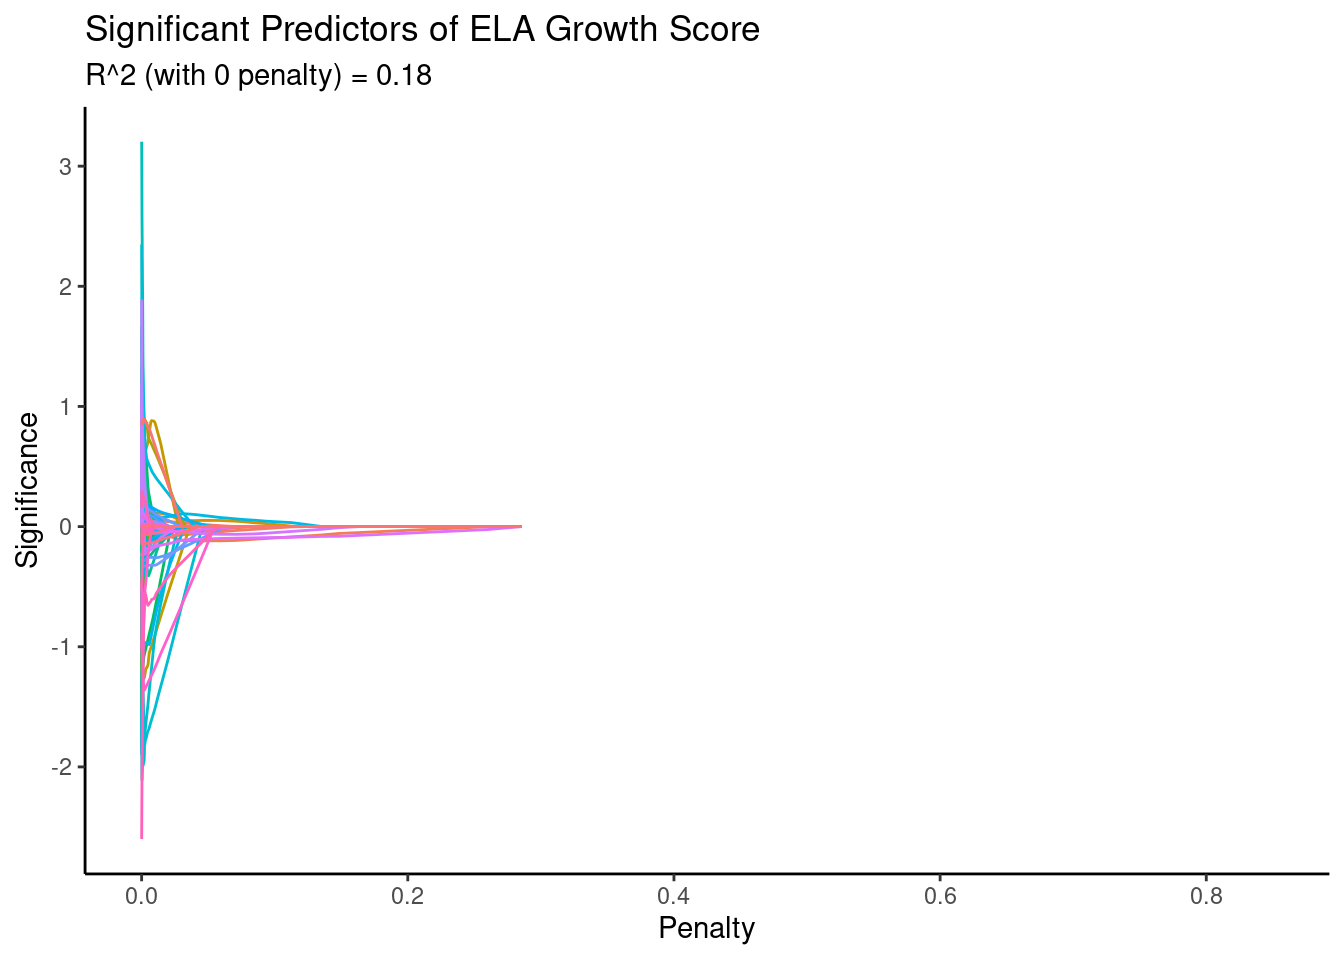 Significant Predictors of ELA Growth Score
R^2 (with 0 penalty) = 0.18
3
2
1
0
-1
-2
Significance
0.0 0.2 0.4 0.6 0.8
Penalty